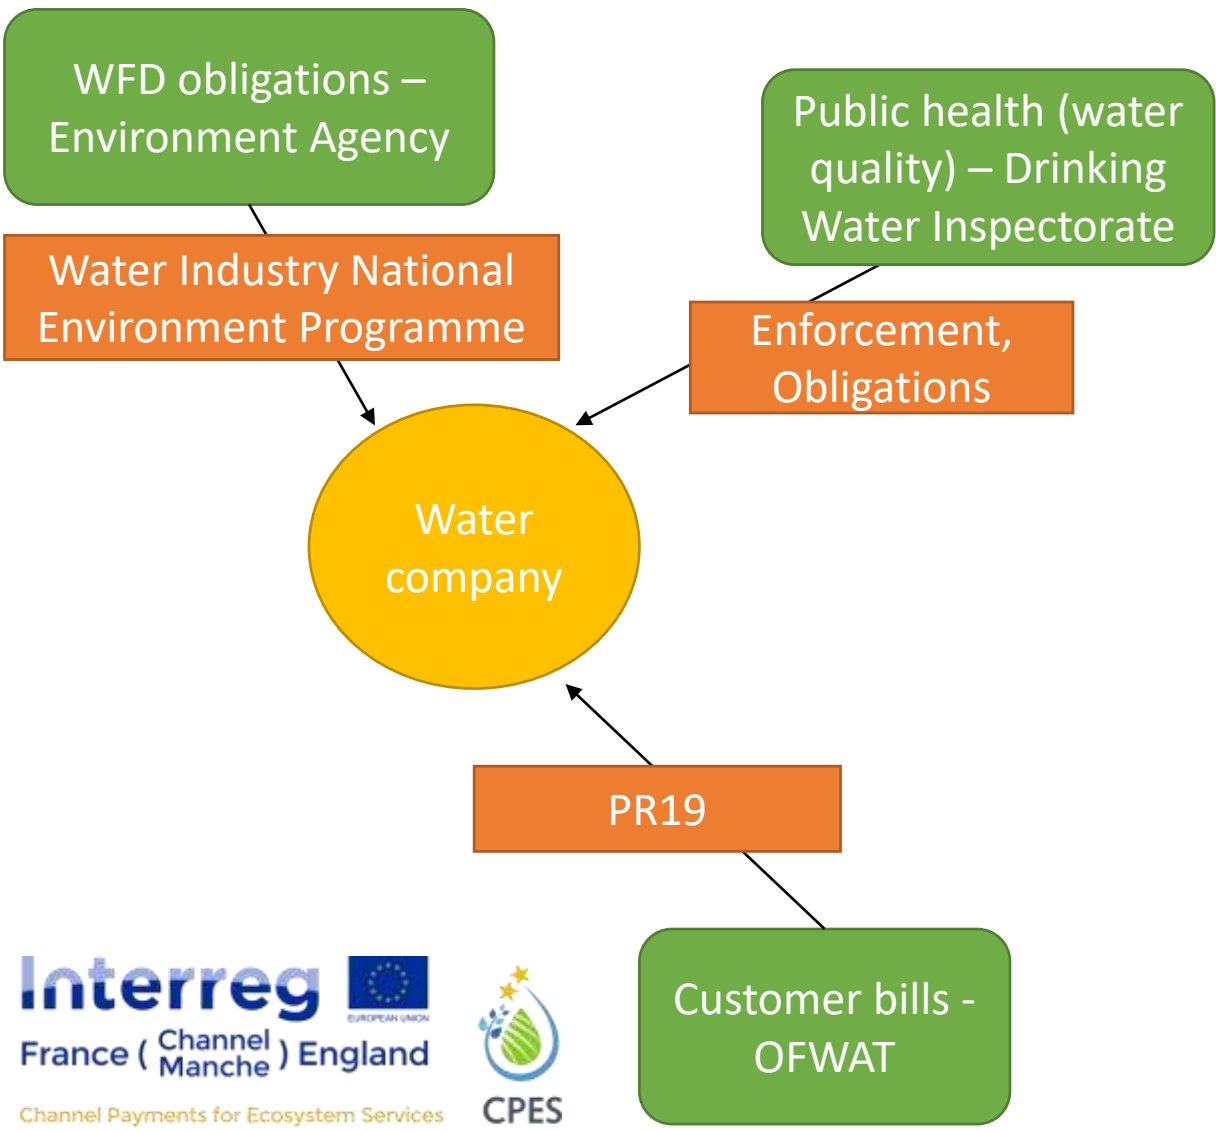 WFD obligations –
Environment Agency
Public health (water
quality) – Drinking
Water Inspectorate
Water Industry National
Environment Programme
Enforcement,
Obligations
Water
company
PR19
Customer bills -
OFWAT
Interreg
EUROPEAN UNION
France ( Channel
Manche ) England
Channel Payments for Ecosystem Services
CPES